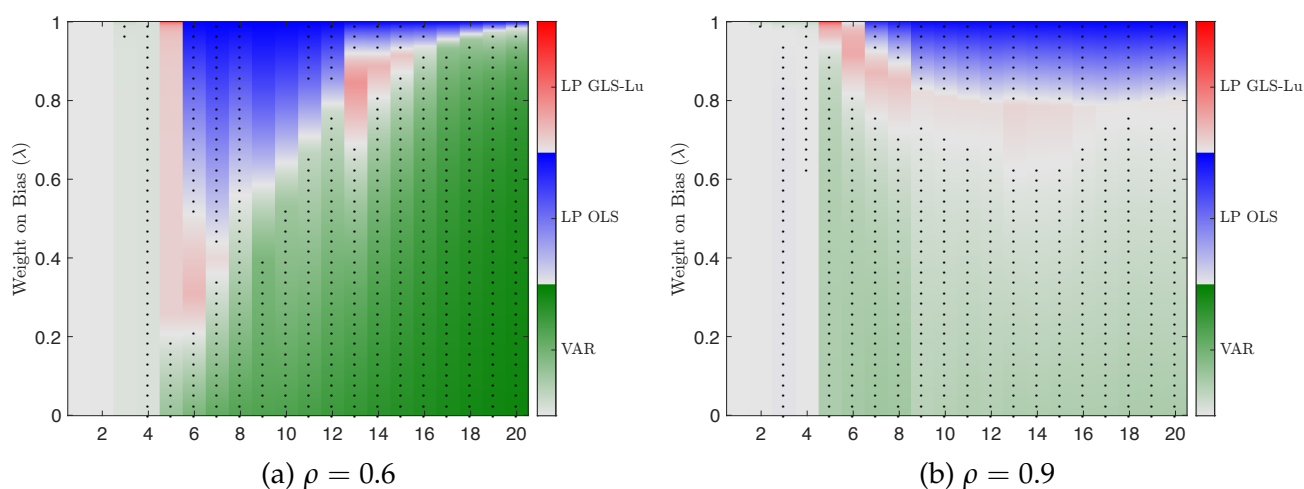 1
0.8
0.6
0.4
0.2
0
Weight on Bias (λ)
2 4 6 8 10 12 14 16 18 20
LP GLS-Lu
LP OLS
VAR
(a) ρ = 0.6
1
0.8
0.6
0.4
0.2
0
Weight on Bias (λ)
2 4 6 8 10 12 14 16 18 20
LP GLS-Lu
LP OLS
VAR
(b) ρ = 0.9